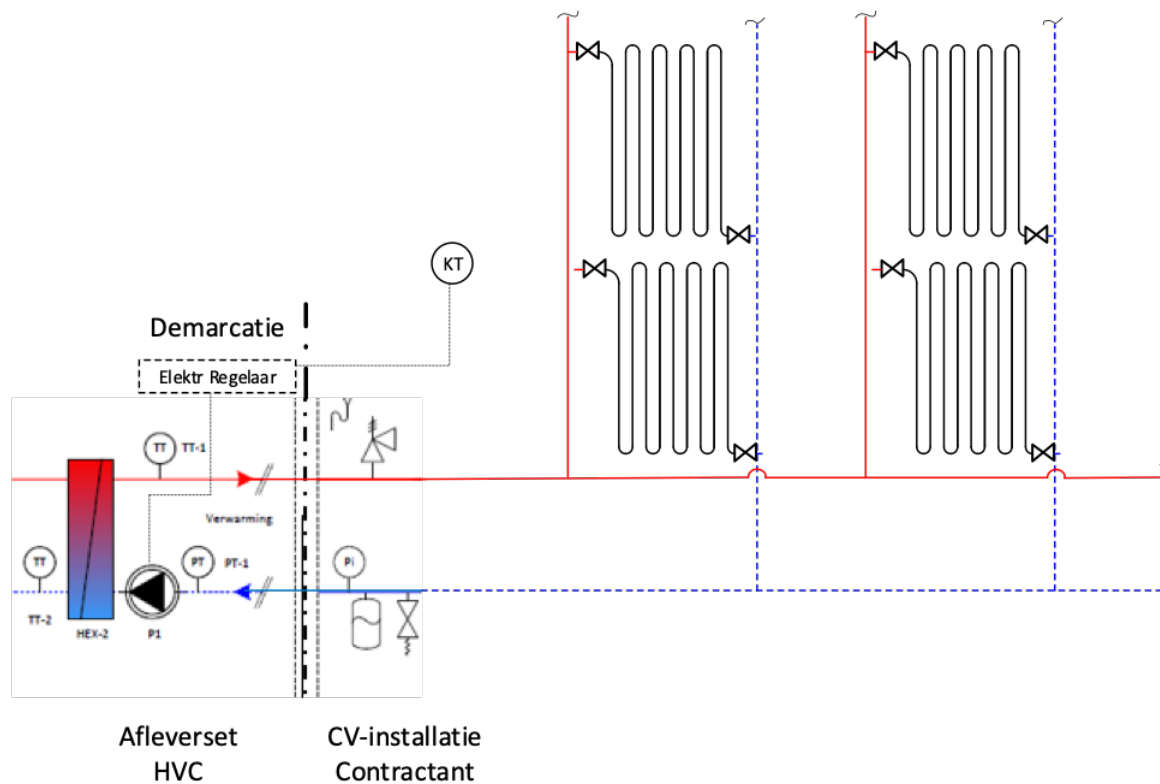 KT
Demarcatie
Elektr Regelaar
TT
TT-1
Verwarming
TT
PT
PT-1
Pi
TT-2
HEX-2
P1
Afleverset
HVC
CV-installatie
Contractant